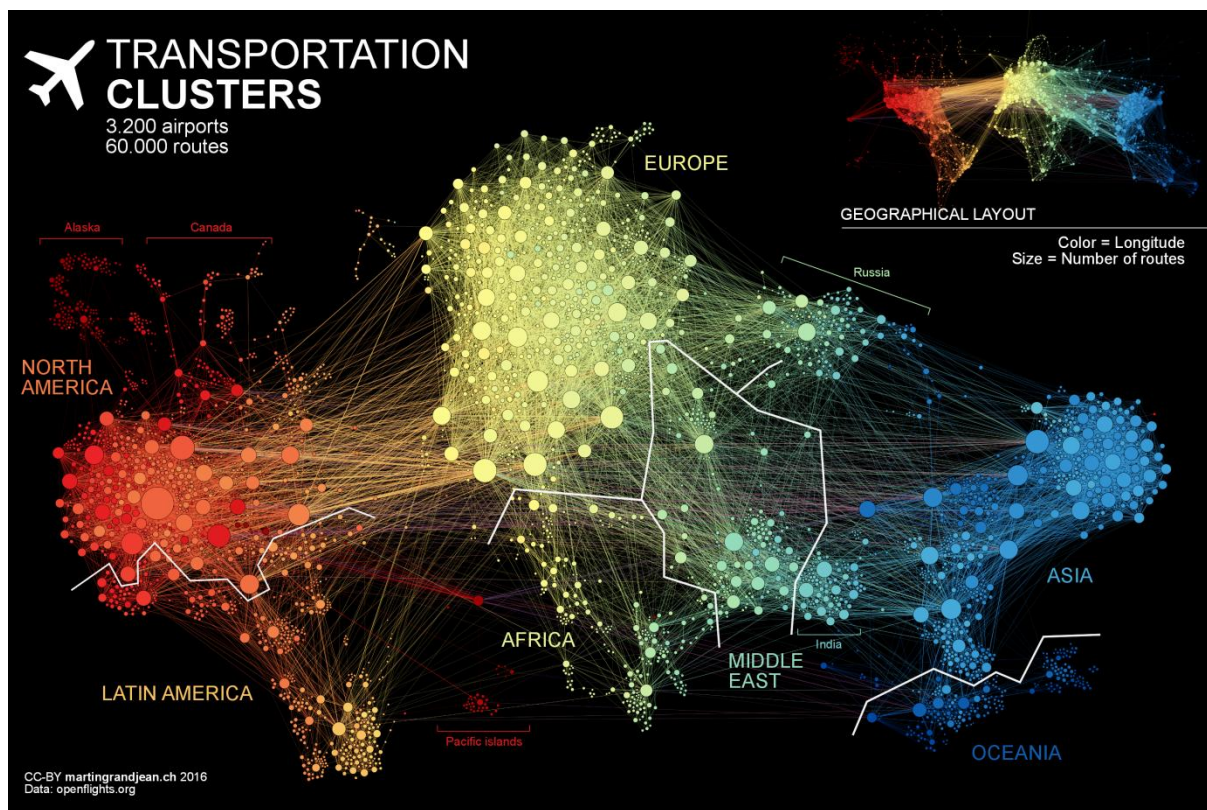 TRANSPORTATION
CLUSTERS
3.200 airports
60.000 routes
EUROPE
GEOGRAPHICAL LAYOUT
Color = Longitude
Size = Number of routes
Alaska
Canada
Russia
NORTH
AMERICA
ASIA
AFRICA
India
MIDDLE
EAST
LATIN AMERICA
Pacific islands
OCEANIA
CC-BY martingrandjean.ch 2016
Data: openflights.org